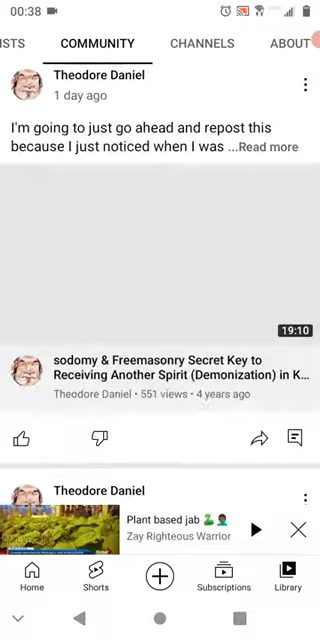 00:38
ISTS COMMUNITY CHANNELS ABOUT
Theodore Daniel
1 day ago
I'm going to just go ahead and repost this
because I just noticed when I was ...Read more
19:10
sodomy & Freemasonry Secret Key to
Receiving Another Spirit (Demonization) in K...
Theodore Daniel • 551 views • 4 years ago
Theodore Daniel
Plant based jab 🐍🤦🏾‍♂️
Zay Righteous Warrior
Home Shorts Subscriptions Library